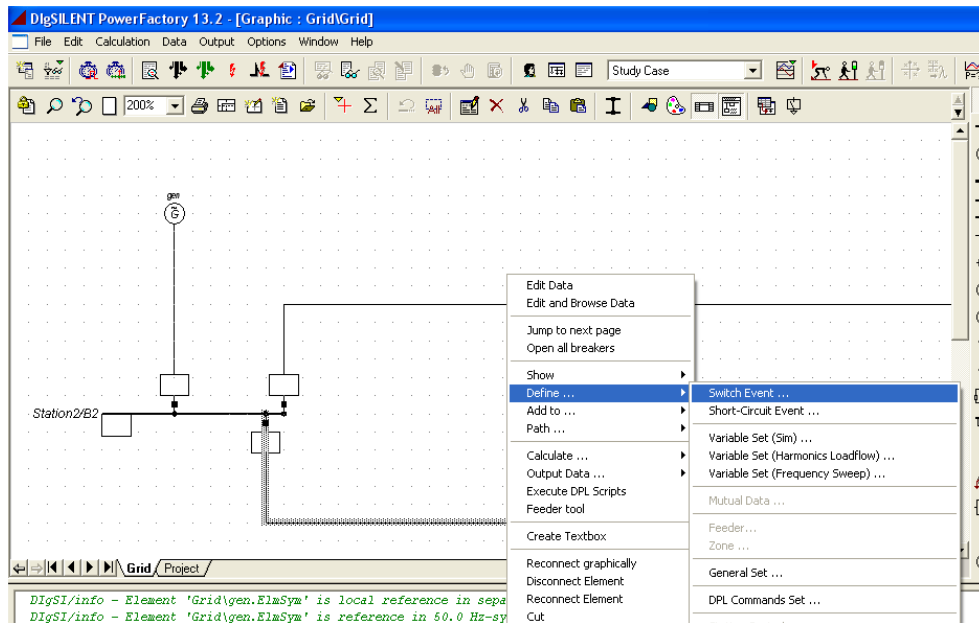 DIgSILENT PowerFactory 13.2 - [Graphic : Grid\Grid]
File Edit Calculation Data Output Options Window Help
Study Case
200%
gen
G
Station2/B2
Edit Data
Edit and Browse Data
Jump to next page
Open all breakers
Show
Define ...
Add to ...
Path ...
Calculate ...
Output Data ...
Execute DPL Scripts
Feeder tool
Create Textbox
Reconnect graphically
Disconnect Element
Reconnect Element
Cut
Switch Event ...
Short-Circuit Event ...
Variable Set (Sim) ...
Variable Set (Harmonics Loadflow) ...
Variable Set (Frequency Sweep) ...
Mutual Data ...
Feeder...
Zone ...
General Set ...
DPL Commands Set ...
Grid Project
DIgSI/info - Element 'Grid\gen.ElmSym' is local reference in sepa
DIgSI/info - Element 'Grid\gen.ElmSym' is reference in 50.0 Hz-sy